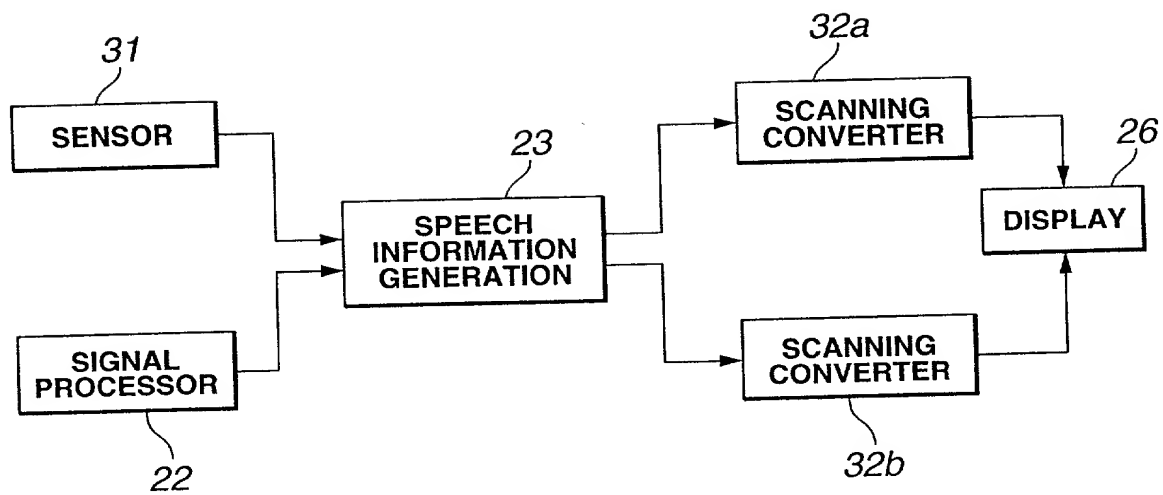 31
SENSOR
32a
SCANNING
CONVERTER
23
SPEECH
INFORMATION
GENERATION
26
DISPLAY
SIGNAL
PROCESSOR
22
SCANNING
CONVERTER
32b